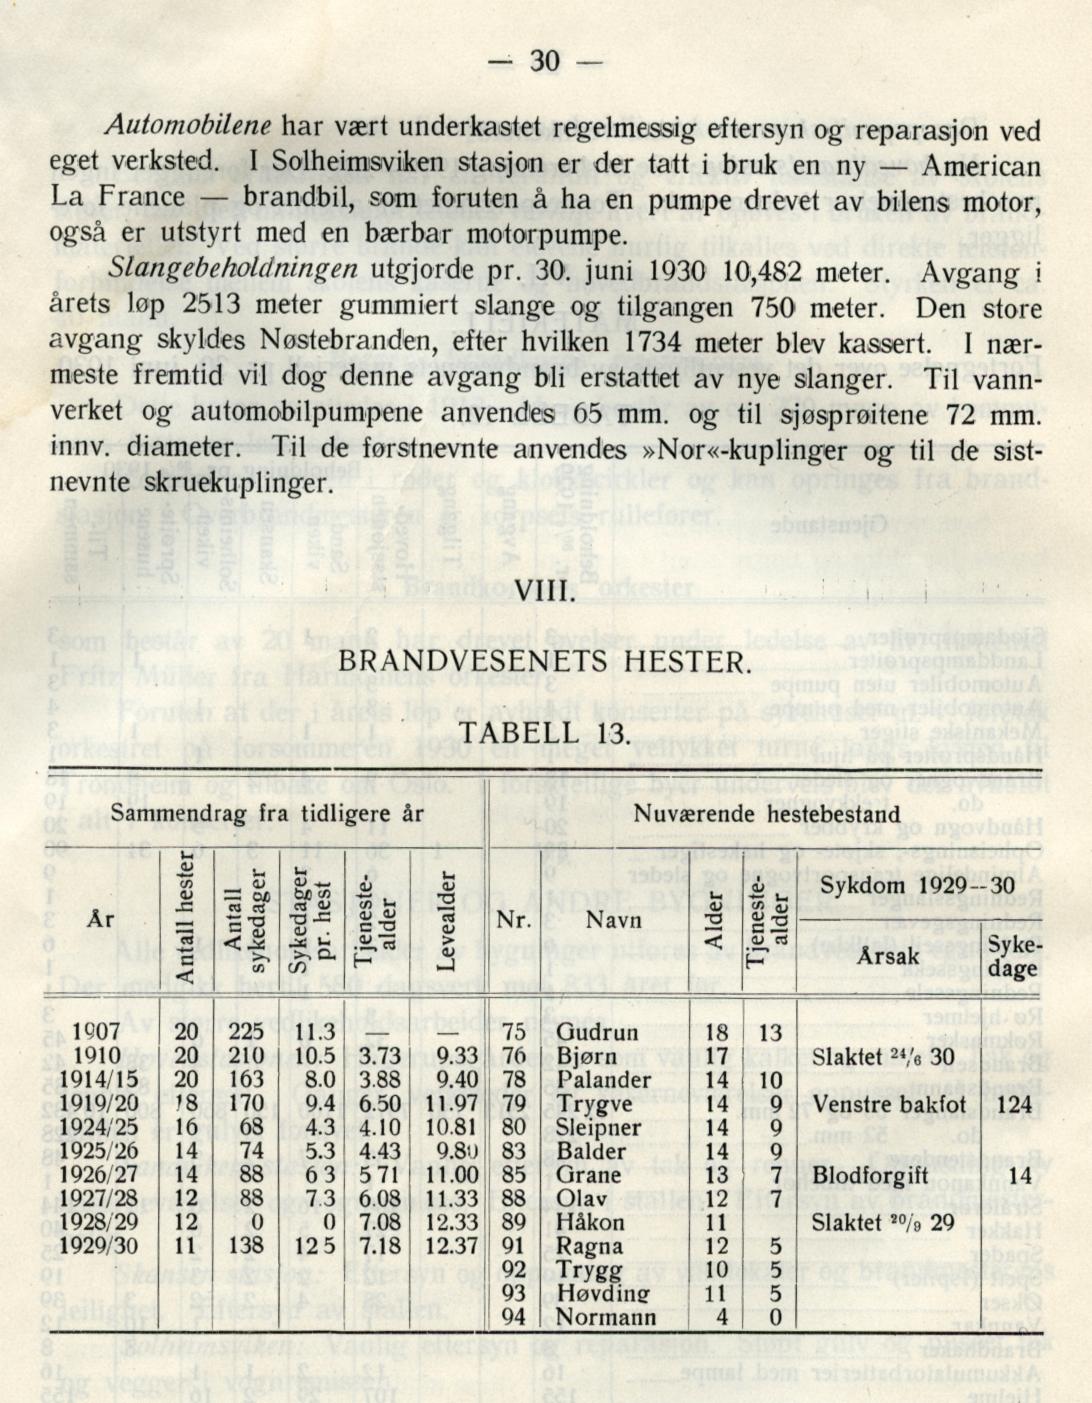 — 30 —
Automobilene har vært underkastet regelmessig eftersyn og reparasjon ved
eget verksted. I Solheimsviken stasjon er der tatt i bruk en ny — American
La France — brandbil, som foruten å ha en pumpe drevet av bilens motor,
også er utstyrt med en bærbar motorpumpe.
Slangebeholdningen utgjorde pr. 30. juni 1930 10,482 meter. Avgang i
årets løp 2513 meter gummiert slange og tilgangen 750 meter. Den store
avgang skyldes Nøstebranden, efter hvilken 1734 meter blev kassert. I nær-
meste fremtid vil dog denne avgang bli erstattet av nye slanger. Til vann-
verket og automobilpumpene anvendes 65 mm. og til sjøsprøitene 72 mm.
innv. diameter. Til de førstnevnte anvendes »Nor«-kuplinger og til de sist-
nevnte skruekuplinger.
VIII.
BRANDVESENETS HESTER.
TABELL 13.
Sammendrag fra tidligere år Nuværende hestebestand
År Antall hester Antall sykedager Sykedager pr. hest Tjeneste-alder Levealder Nr. Navn Alder Tjeneste-alder Sykdom 1929--30
Årsak Syke-dage
1907 20 225 11.3 — — 75 Gudrun 18 13
1910 20 210 10.5 3.73 9.33 76 Bjørn 17 Slaktet 24/6 30
1914/15 20 163 8.0 3.88 9.40 78 Palander 14 10
1919/20 18 170 9.4 6.50 11.97 79 Trygve 14 9 Venstre bakfot 124
1924/25 16 68 4.3 4.10 10.81 80 Sleipner 14 9
1925/26 14 74 5.3 4.43 9.80 83 Balder 14 9
1926/27 14 88 6 3 5 71 11.00 85 Grane 13 7 Blodforgift 14
1927/28 12 88 7.3 6.08 11.33 88 Olav 12 7
1928/29 12 0 0 7.08 12.33 89 Håkon 11 Slaktet 20/9 29
1929/30 11 138 12 5 7.18 12.37 91 Ragna 12 5
92 Trygg 10 5
93 Høvding 11 5
94 Normann 4 0